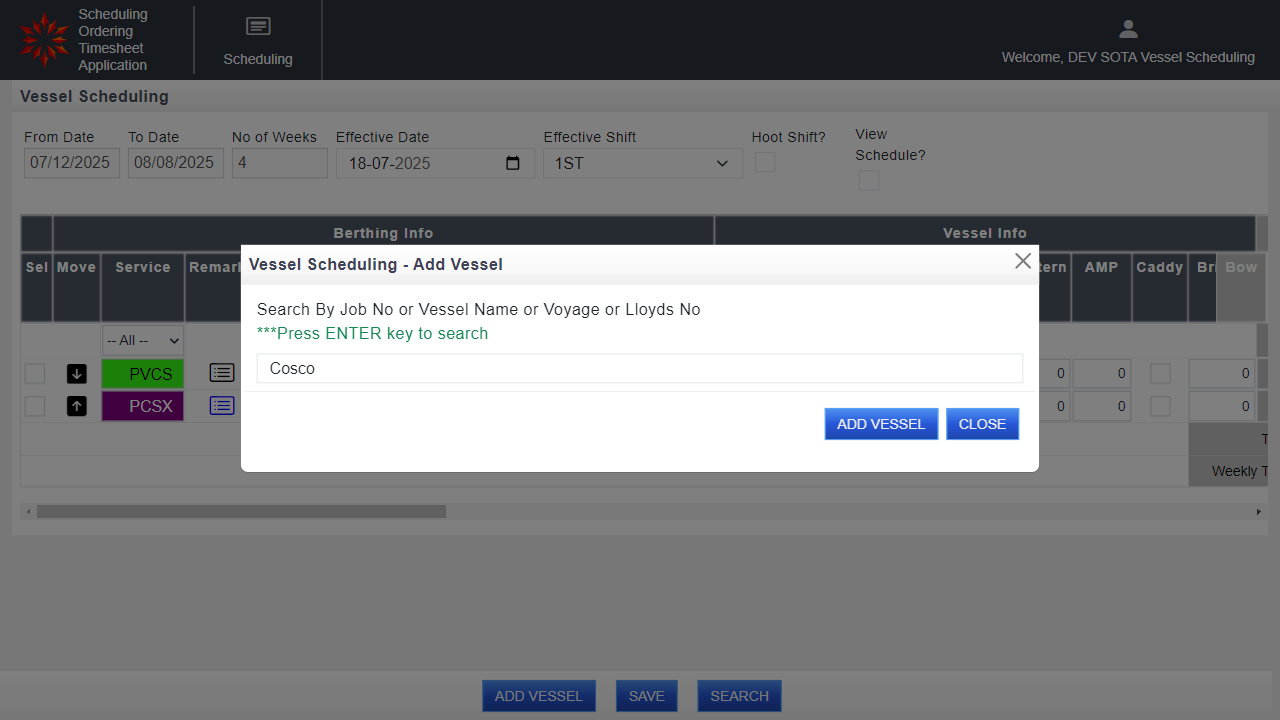 Scheduling
Ordering
Timesheet
Application
Scheduling
Welcome, DEV SOTA Vessel Scheduling
Vessel Scheduling
From Date To Date No of Weeks Effective Date Effective Shift Hoot Shift? View Schedule?
07/12/2025 08/08/2025 4 18-07-2025 1ST
Berthing Info Vessel Info
Sel Move Service AMP Caddy Bow
-- All --
PVCS 0 0 0
PCSX 0 0 0
Weekly
Vessel Scheduling - Add Vessel
Search By Job No or Vessel Name or Voyage or Lloyds No
***Press ENTER key to search
Cosco
ADD VESSEL CLOSE
ADD VESSEL SAVE SEARCH